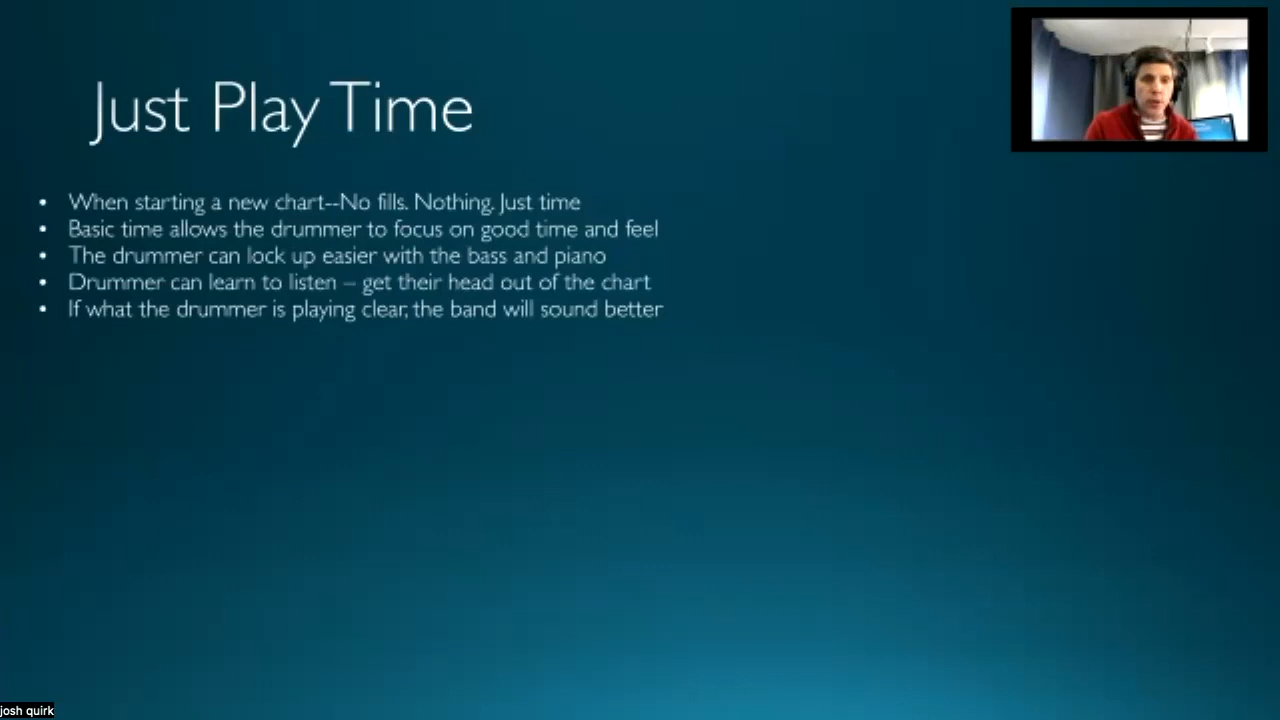 Just Play Time
• When starting a new chart--No fills. Nothing. Just time
• Basic time allows the drummer to focus on good time and feel
• The drummer can lock up easier with the bass and piano
• Drummer can learn to listen – get their head out of the chart
• If what the drummer is playing clear, the band will sound better
josh quirk